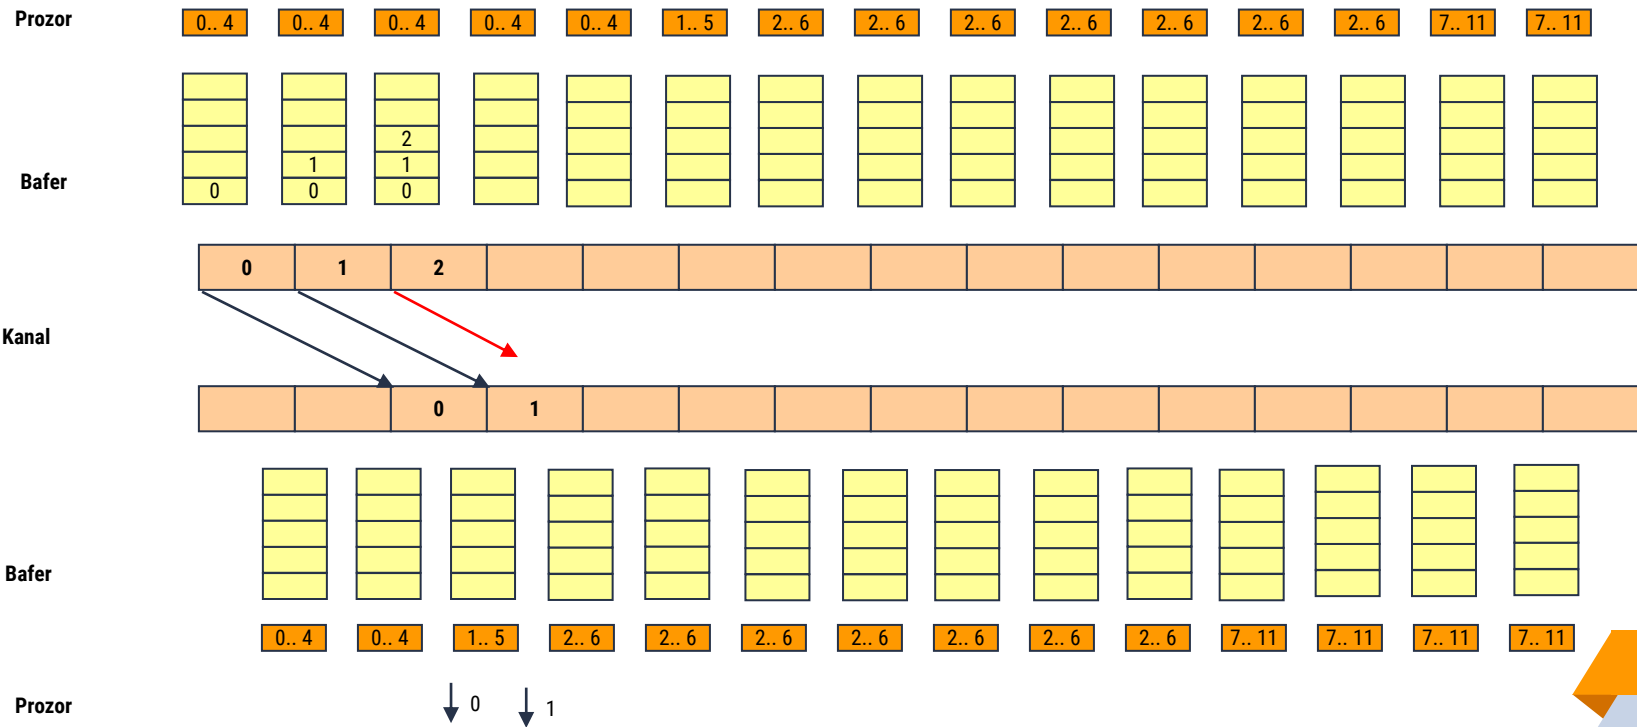 Prozor 0.. 4 0.. 4 0.. 4 0.. 4 0.. 4 1.. 5 2.. 6 2.. 6 2.. 6 2.. 6 2.. 6 2.. 6 2.. 6 7.. 11 7.. 11
2
1 1
Bafer
0 0 0
0 1 2
Kanal
0 1
Bafer
0.. 4 0.. 4 1.. 5 2.. 6 2.. 6 2.. 6 2.. 6 2.. 6 2.. 6 2.. 6 7.. 11 7.. 11 7.. 11 7.. 11
Prozor 0 1